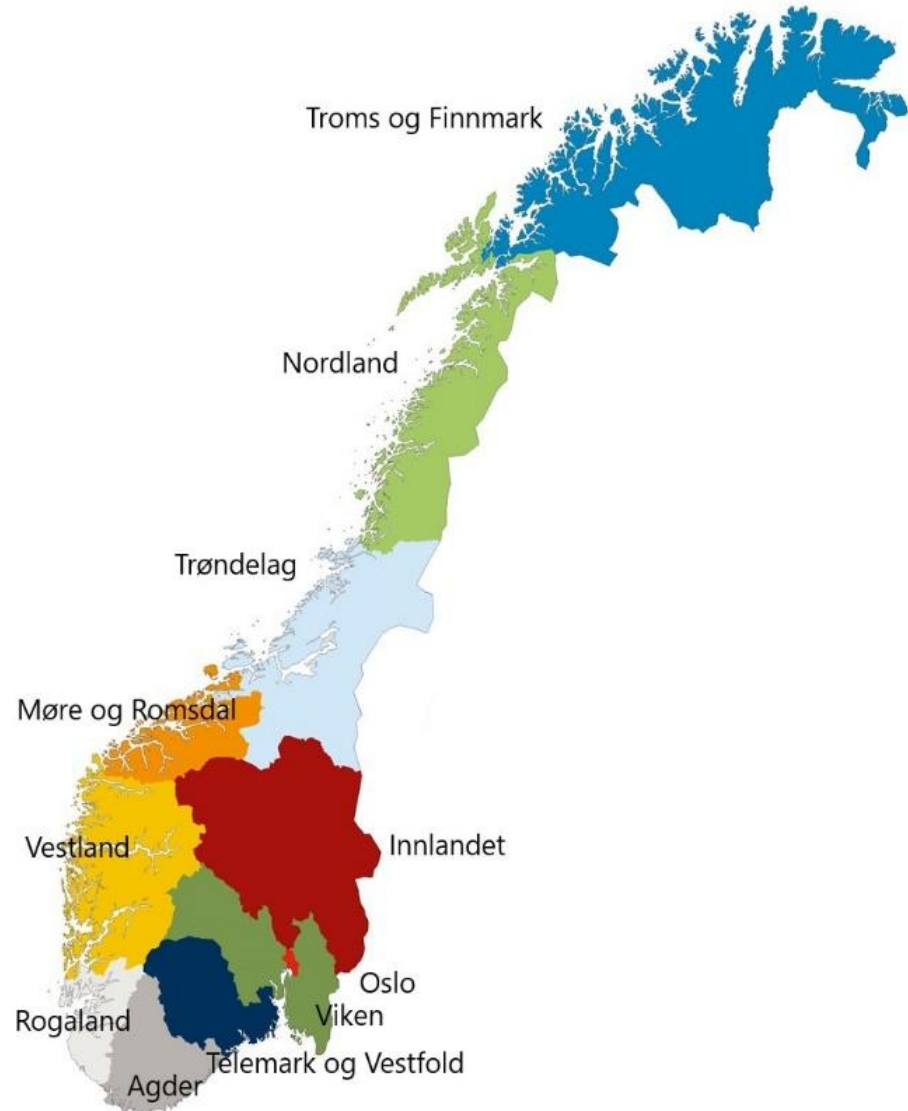 Troms og Finnmark
Nordland
Trøndelag
Møre og Romsdal
Vestland
Innlandet
Oslo
Rogaland
Viken
Telemark og Vestfold
Agder